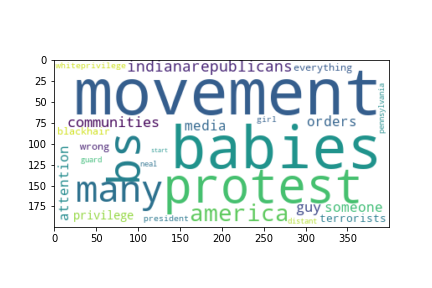 0
25
50
75
100
125
150
175
whiteprivilege indianarepublicans everything
movement
pennsylvania
communities media girl orders
blackhair
wrong
guard
bs
babies
start
neal
attention
many protest
privilege president america guy someone
distant terrorists
0 50 100 150 200 250 300 350